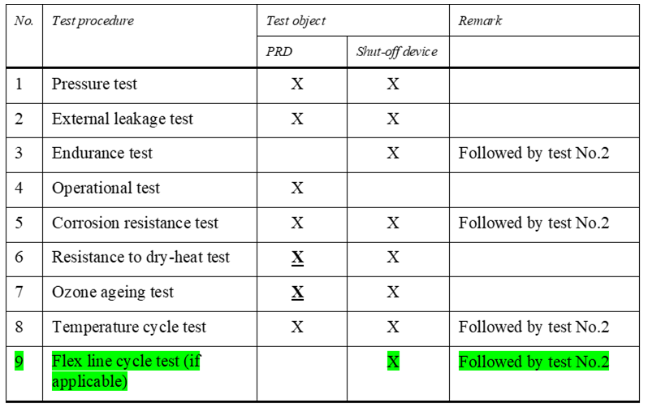 No. Test procedure Test object Remark
PRD Shut-off device
1 Pressure test X X
2 External leakage test X X
3 Endurance test X Followed by test No.2
4 Operational test X
5 Corrosion resistance test X X Followed by test No.2
6 Resistance to dry-heat test X X
7 Ozone ageing test X X
8 Temperature cycle test X X Followed by test No.2
9 Flex line cycle test (if X Followed by test No.2
applicable)